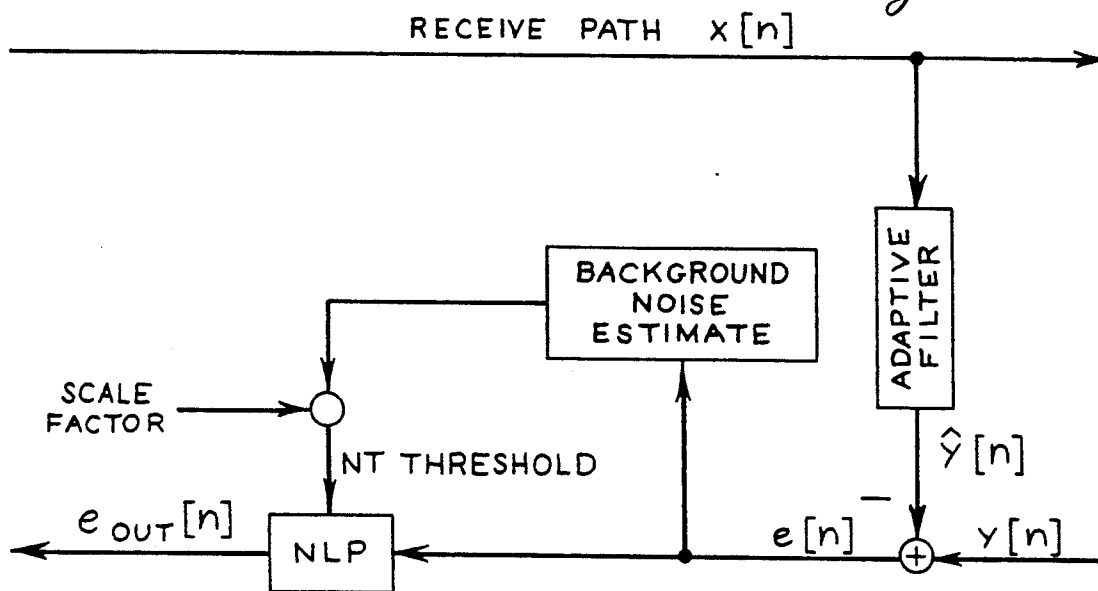 RECEIVE PATH x[n]
ADAPTIVE
FILTER
BACKGROUND
NOISE
ESTIMATE
SCALE
FACTOR
NT THRESHOLD
ŷ[n]
−
e OUT[n]
NLP
e[n]
+
y[n]